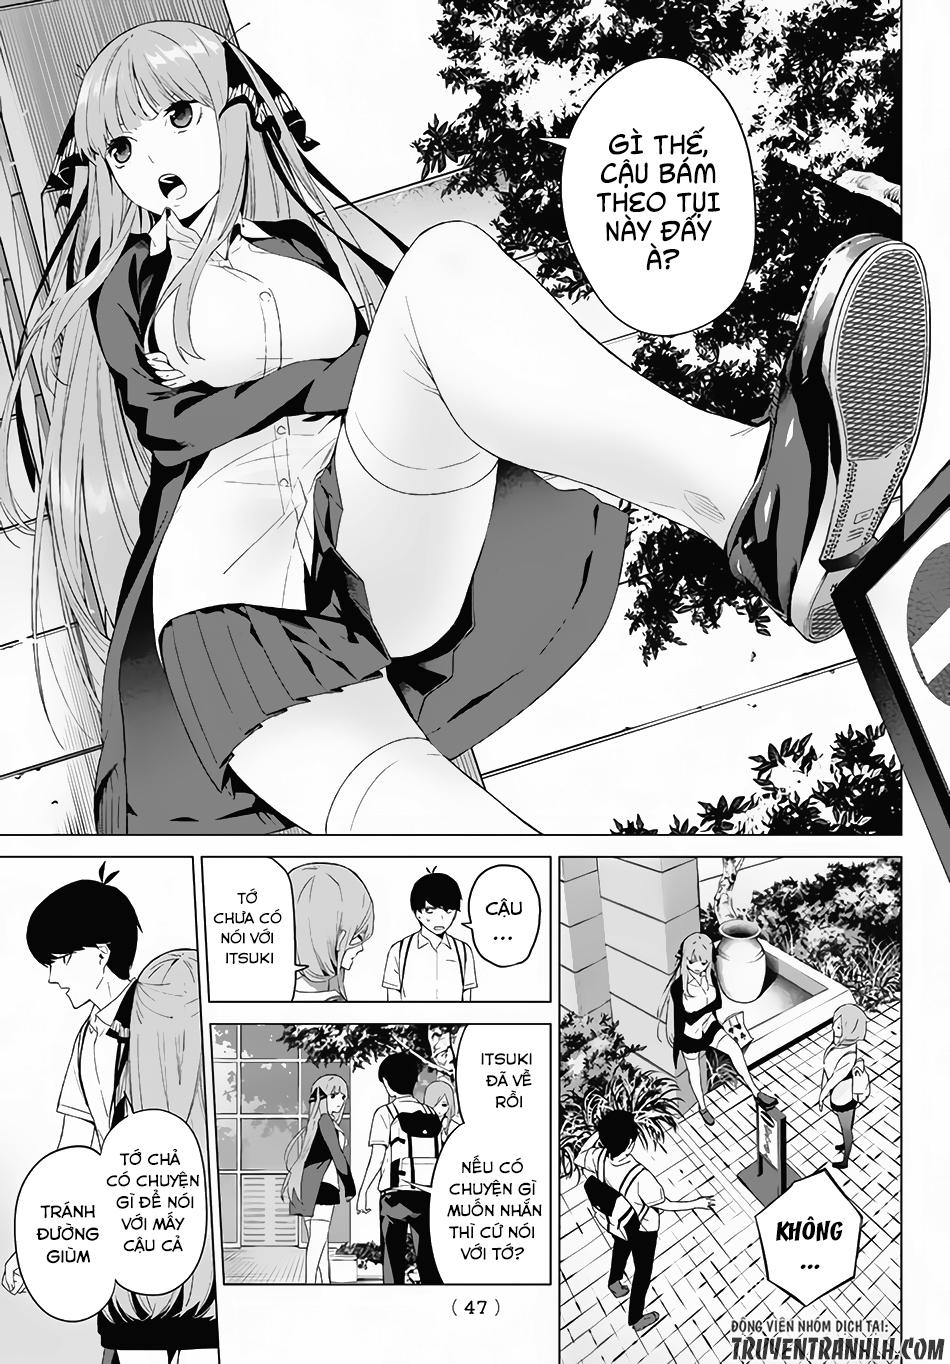 GÌ THẾ,
CẬU BÁM
THEO TỤI
NÀY ĐẤY
À?
KHÔNG
...
CẬU
...
TỚ
CHƯA CÓ
NÓI VỚI
ITSUKI
ITSUKI
ĐÃ VỀ
RỒI
NẾU CÓ
CHUYỆN GÌ
MUỐN NHẮN
THÌ CỨ NÓI
VỚI TỚ?
TỚ CHẢ
CÓ CHUYỆN
GÌ ĐỂ NÓI
VỚI MẤY
CẬU CẢ
TRÁNH
ĐƯỜNG
GIÙM
( 47 )
ĐỘNG VIÊN NHÓM DỊCH TẠI:
TRUYENTRANHLH.COM